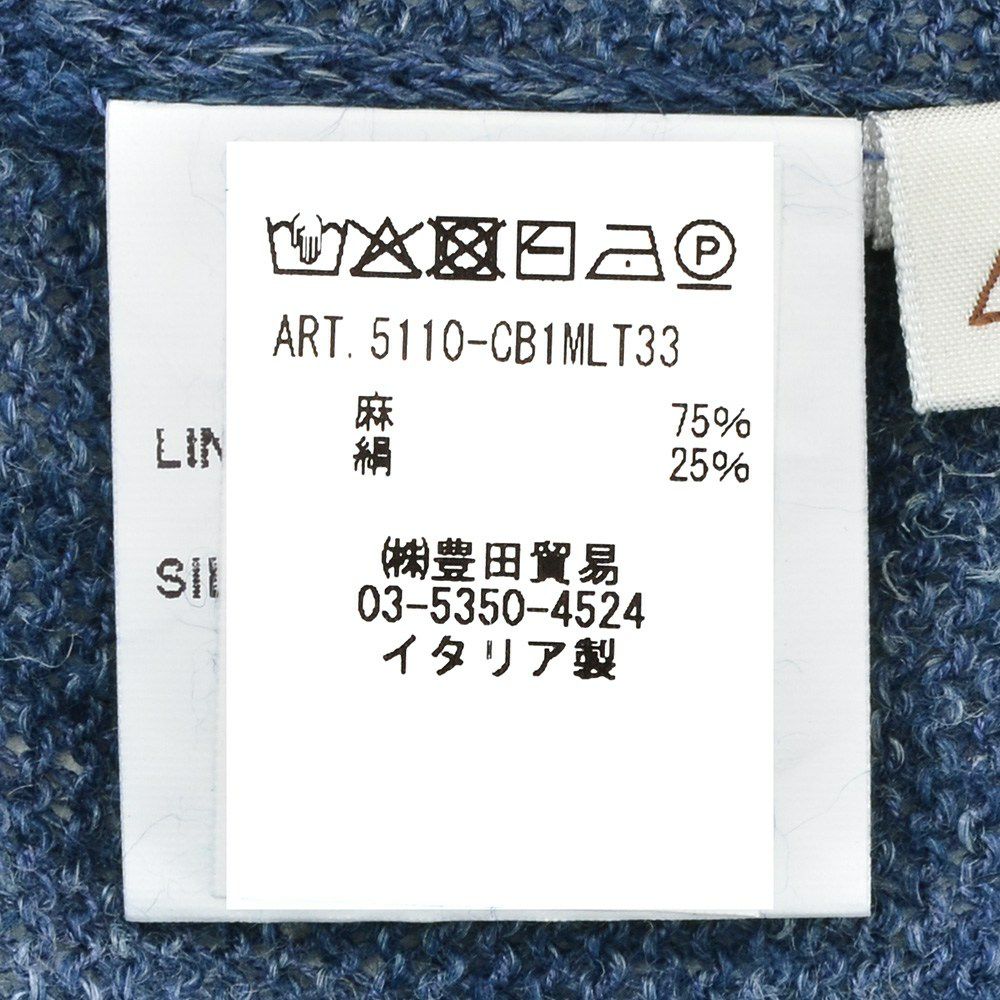 P
ART. 5110-CB1MLT33
麻 75%
絹 25%
㈱豊田貿易
03-5350-4524
イタリア製
LIN